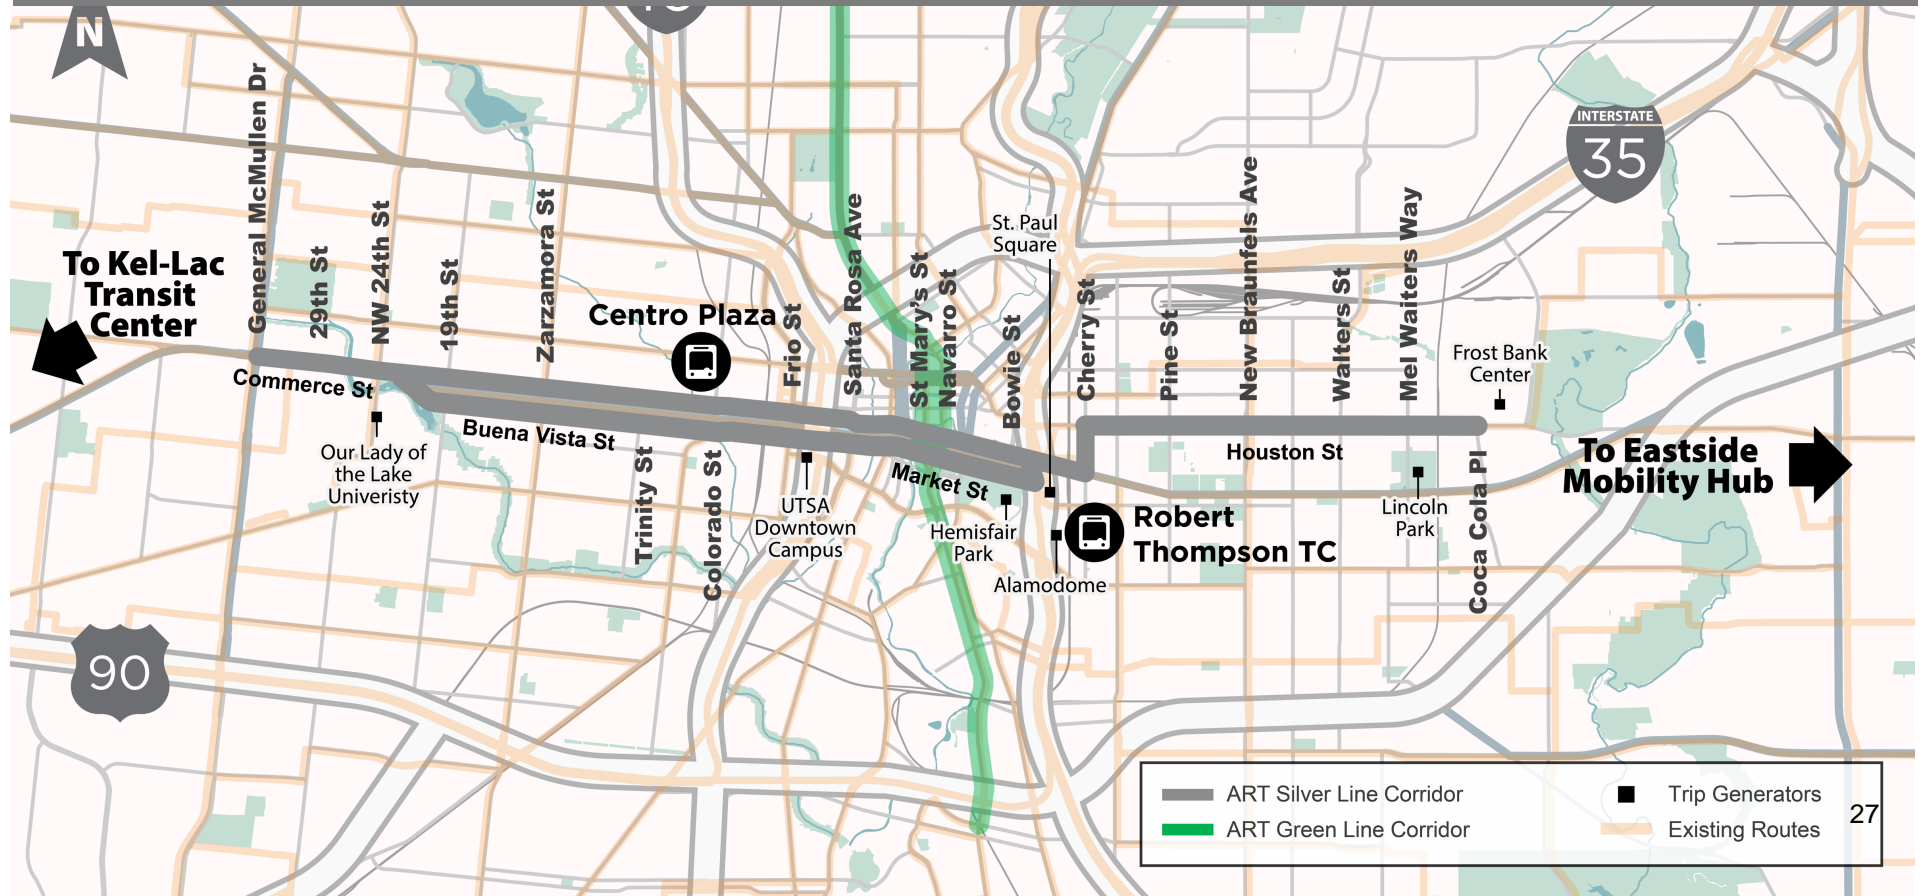 N
INTERSTATE
35
To Kel-Lac
Transit
Center
General McMullen Dr
29th St
NW 24th St
19th St
Zarzamora St
Centro Plaza
Frio St
Santa Rosa Ave
St Mary's St
Navarro St
Bowie St
St. Paul
Square
Cherry St
Pine St
New Braunfels Ave
Walters St
Mel Waiters Way
Frost Bank
Center
Commerce St
Buena Vista St
Market St
Houston St
Our Lady of
the Lake
Univeristy
Trinity St
Colorado St
UTSA
Downtown
Campus
Hemisfair
Park
Alamodome
Robert
Thompson TC
Lincoln
Park
Coca Cola Pl
To Eastside
Mobility Hub
90
ART Silver Line Corridor
Trip Generators
ART Green Line Corridor
Existing Routes
27